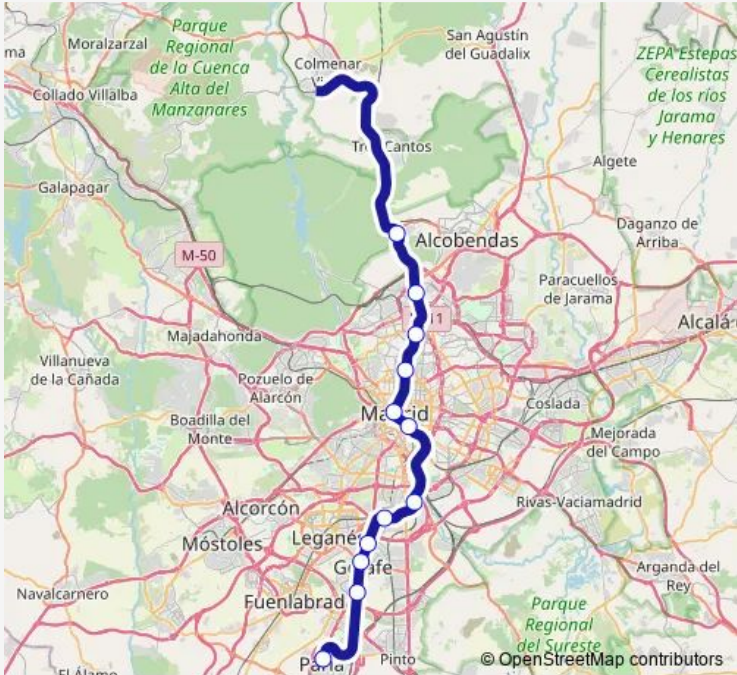 Parque
Regional
de la Cuenca
Alta del
Manzanares
Moralzarzal
San Agustín
del Guadalix
Colmenar
ZEPA Estepas
Cerealistas
de los ríos
Jarama
y Henares
Collado Villalba
Tres Cantos
Algete
Galapagar
Daganzo de
Arriba
Alcobendas
M-50
Paracuellos
de Jarama
Alcalá
Majadahonda
Villanueva
de la Cañada
Pozuelo de
Alarcón
Coslada
Madrid
Boadilla del
Monte
Mejorada
del Campo
Rivas-Vaciamadrid
Alcorcón
Leganés
Móstoles
Getafe
Arganda del
Rey
Navalcarnero
Fuenlabrad
Parque
Regional
del Sureste
Parla
Pinto
El Álamo
© OpenStreetMap contributors